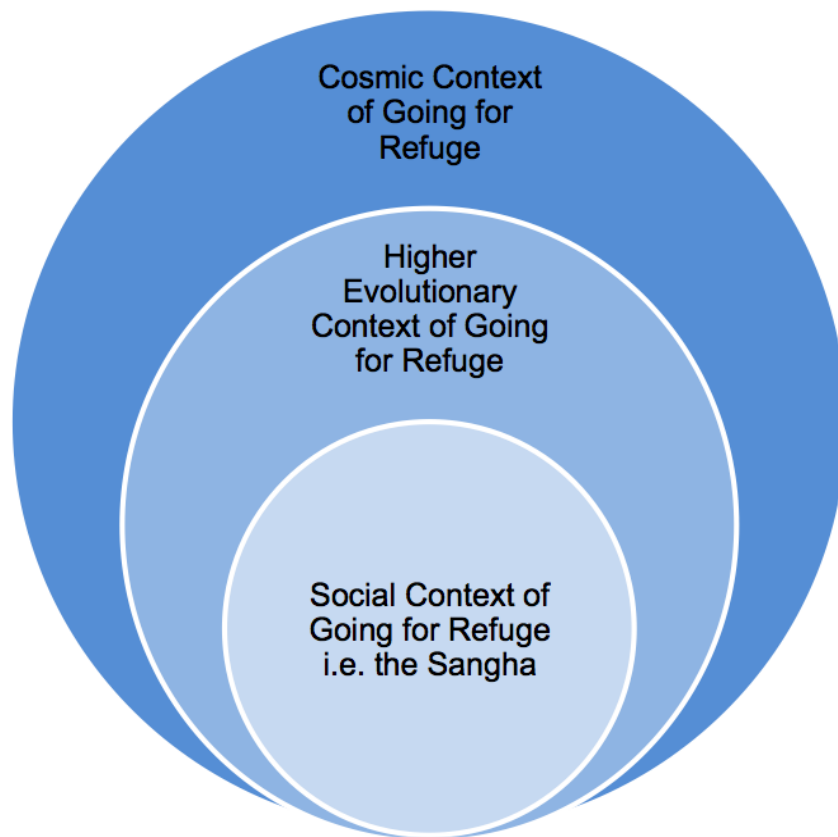 Cosmic Context
of Going for
Refuge
Higher
Evolutionary
Context of Going
for Refuge
Social Context of
Going for Refuge
i.e. the Sangha